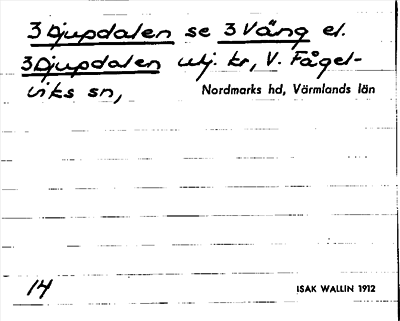 3 Djupdalen se 3 Väng el.
3 Djupdalen utj. kr, V. Fågel-
viks sn, Nordmarks hd, Värmlands län
14 ISAK WALLIN 1912